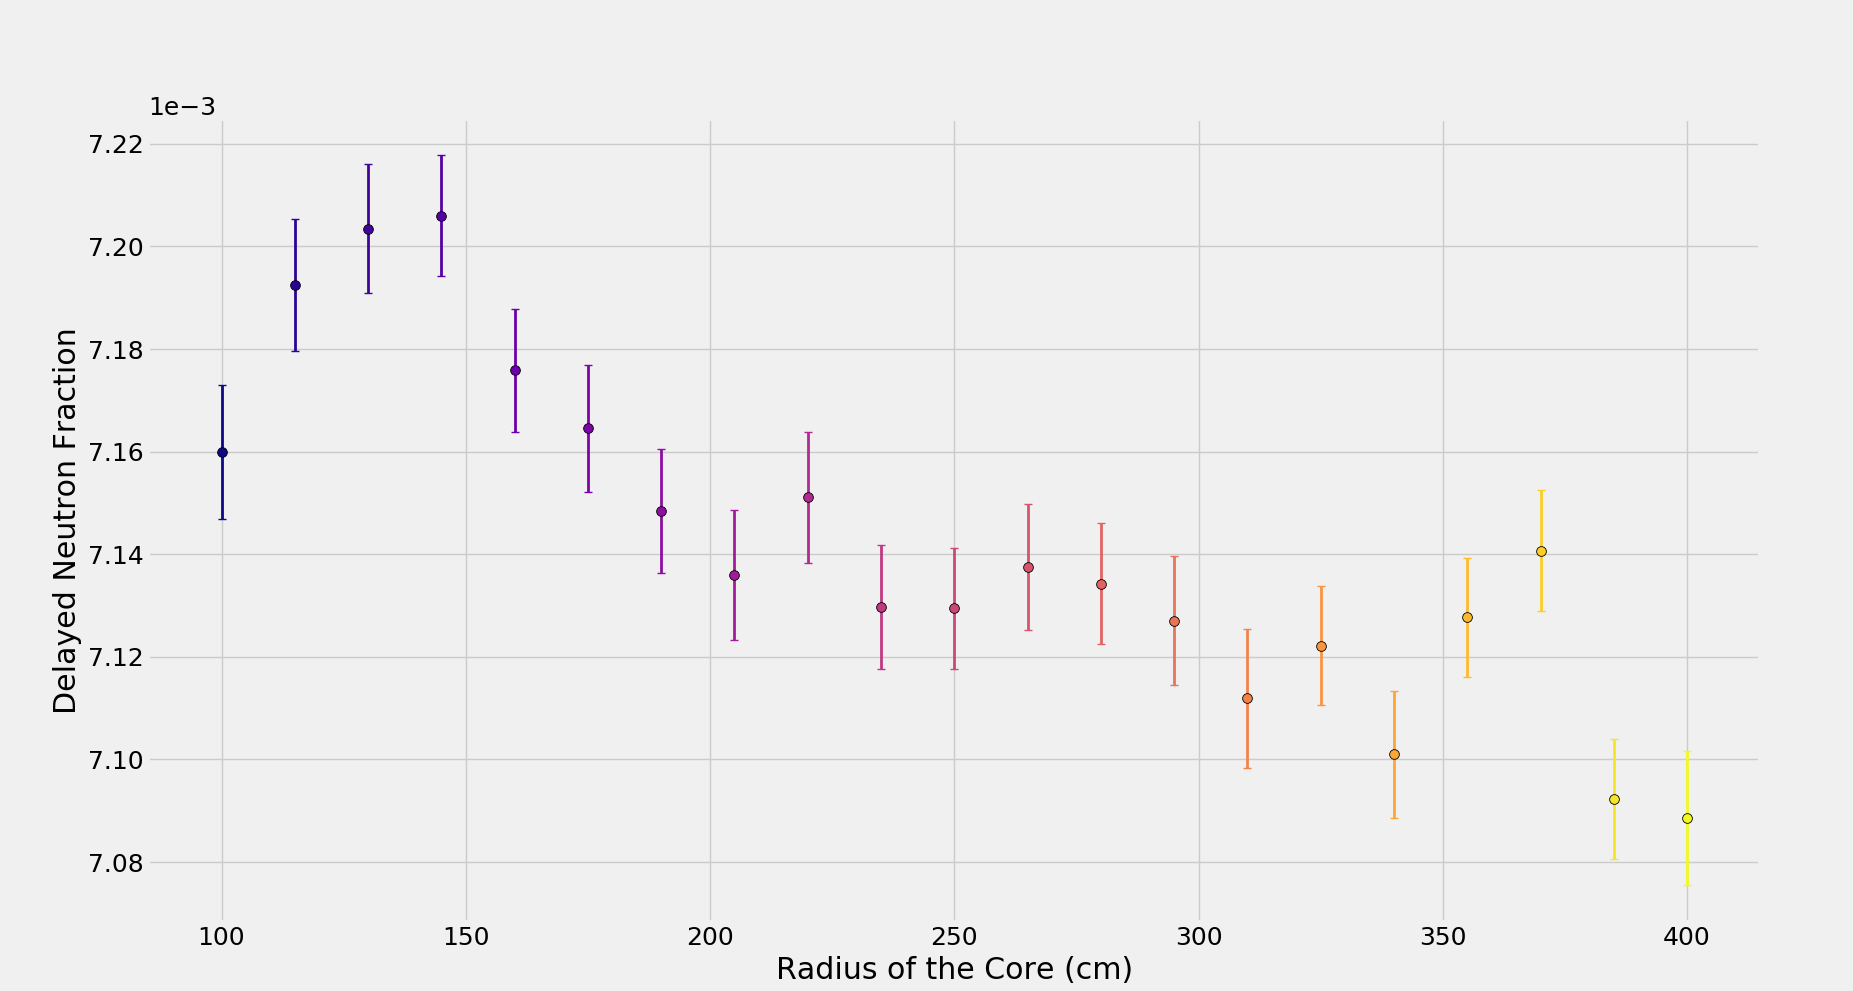 1e−3
7.22
7.20
7.18
7.16
7.14
7.12
7.10
7.08
Delayed Neutron Fraction
100 150 200 250 300 350 400
Radius of the Core (cm)